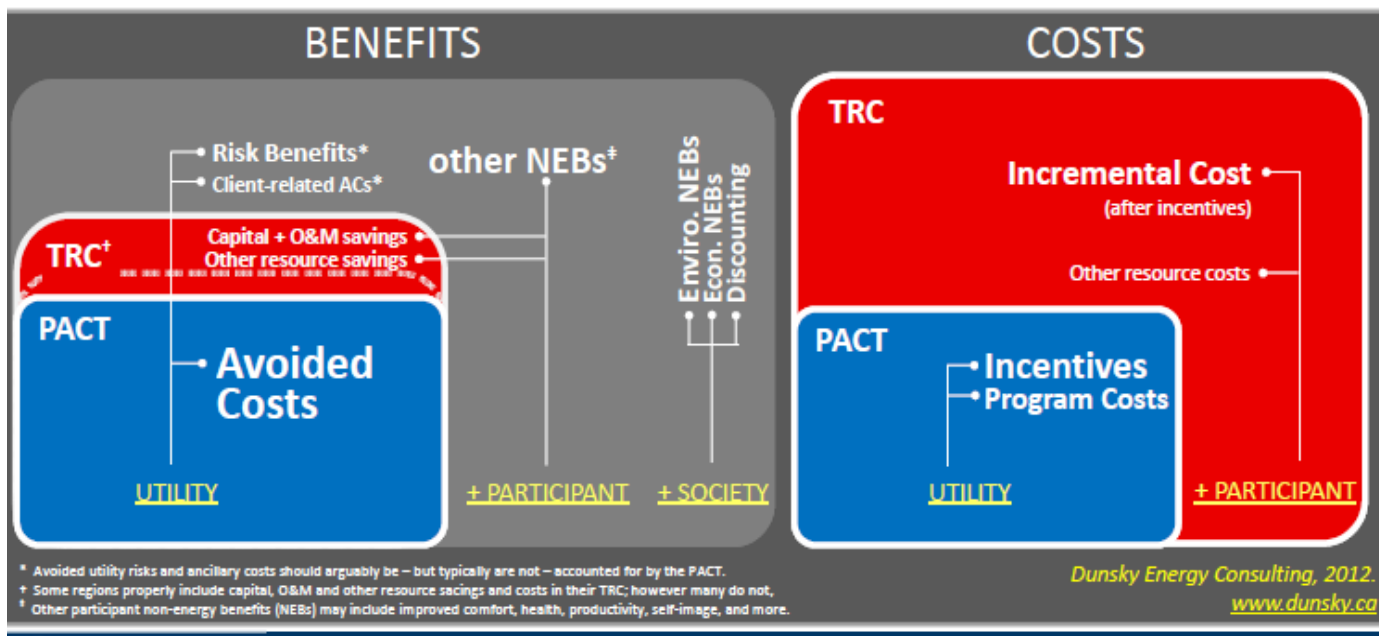 BENEFITS
COSTS
Risk Benefits*
Client-related ACs*
other NEBs‡
Enviro. NEBs
Econ. NEBs
Discounting
TRC†
Capital + O&M savings
Other resource savings
PACT
Avoided
Costs
UTILITY
+ PARTICIPANT
+ SOCIETY
TRC
Incremental Cost
(after incentives)
Other resource costs
PACT
Incentives
Program Costs
UTILITY
+ PARTICIPANT
* Avoided utility risks and ancillary costs should arguably be – but typically are not – accounted for by the PACT.
† Some regions properly include capital, O&M and other resource sacings and costs in their TRC; however many do not,
‡ Other participant non-energy benefits (NEBs) may include improved comfort, health, productivity, self-image, and more.
Dunsky Energy Consulting, 2012.
www.dunsky.ca